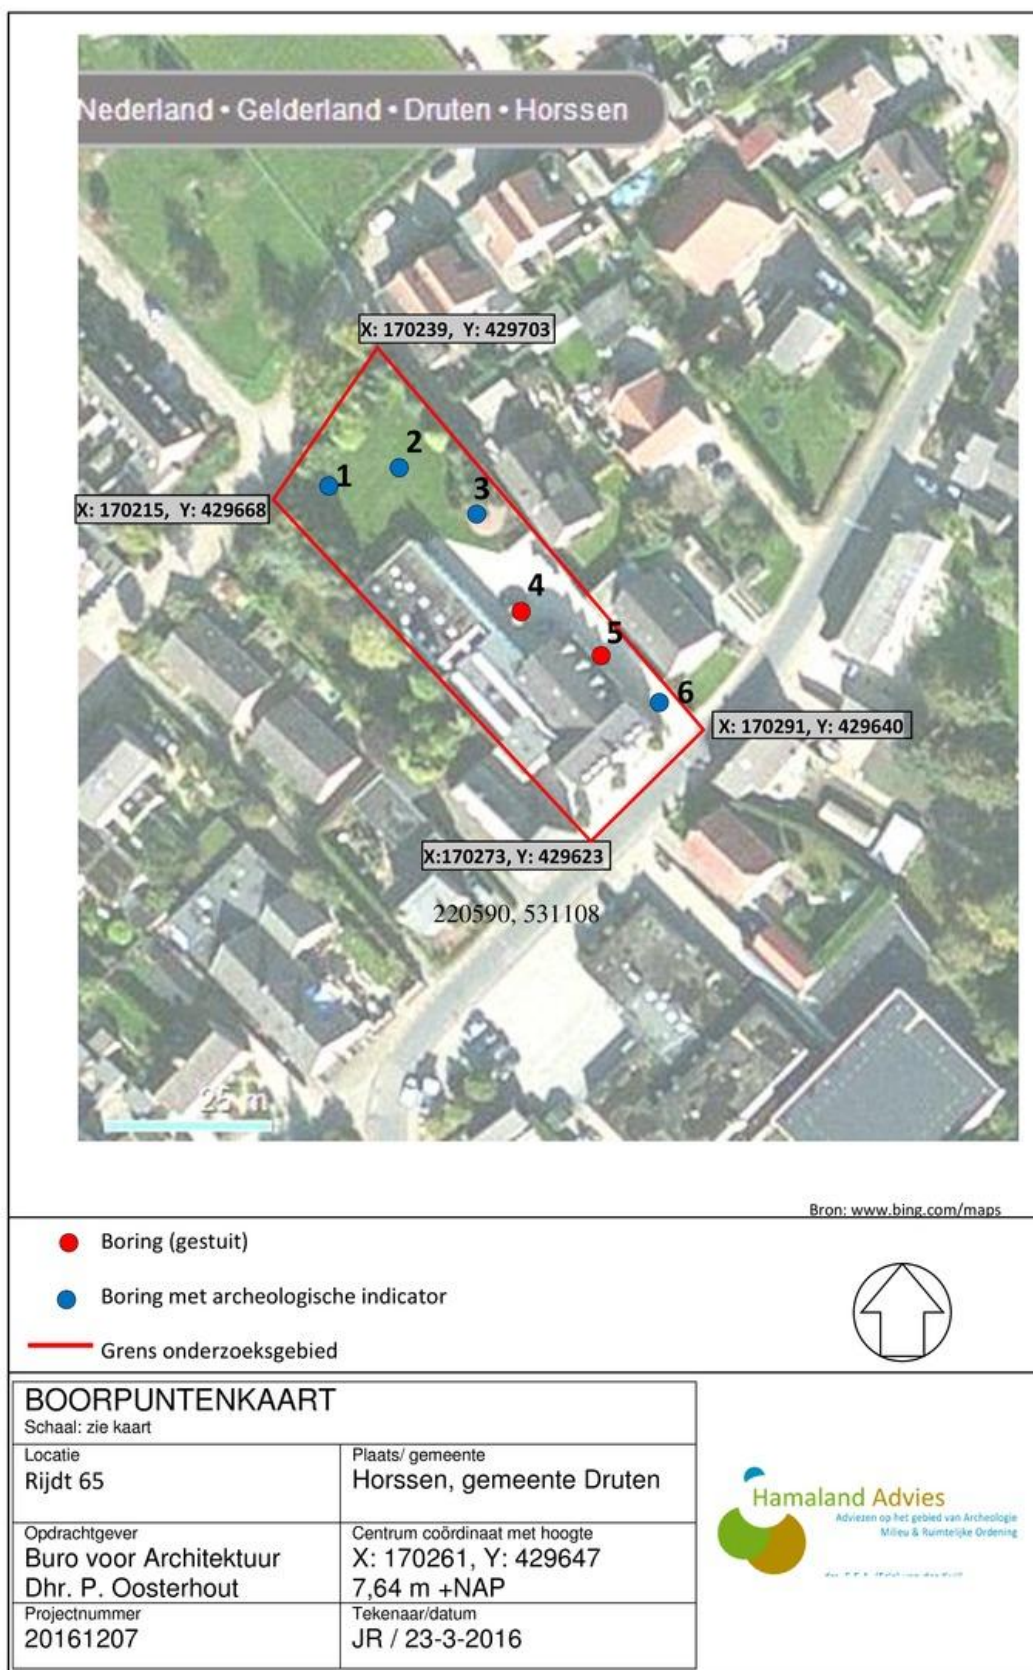 Nederland • Gelderland • Druten • Horssen
X: 170239, Y: 429703
2
1
3
X: 170215, Y: 429668
4
5
6
X: 170291, Y: 429640
X:170273, Y: 429623
220590, 531108
25 m
Bron: www.bing.com/maps
Boring (gestuit)
Boring met archeologische indicator
Grens onderzoeksgebied
BOORPUNTENKAART
Schaal: zie kaart
Locatie
Rijdt 65
Plaats/ gemeente
Horssen, gemeente Druten
Opdrachtgever
Buro voor Architektuur
Dhr. P. Oosterhout
Centrum coördinaat met hoogte
X: 170261, Y: 429647
7,64 m +NAP
Projectnummer
20161207
Tekenaar/datum
JR / 23-3-2016
Hamaland Advies
Adviezen op het gebied van Archeologie
Milieu & Ruimtelijke Ordening